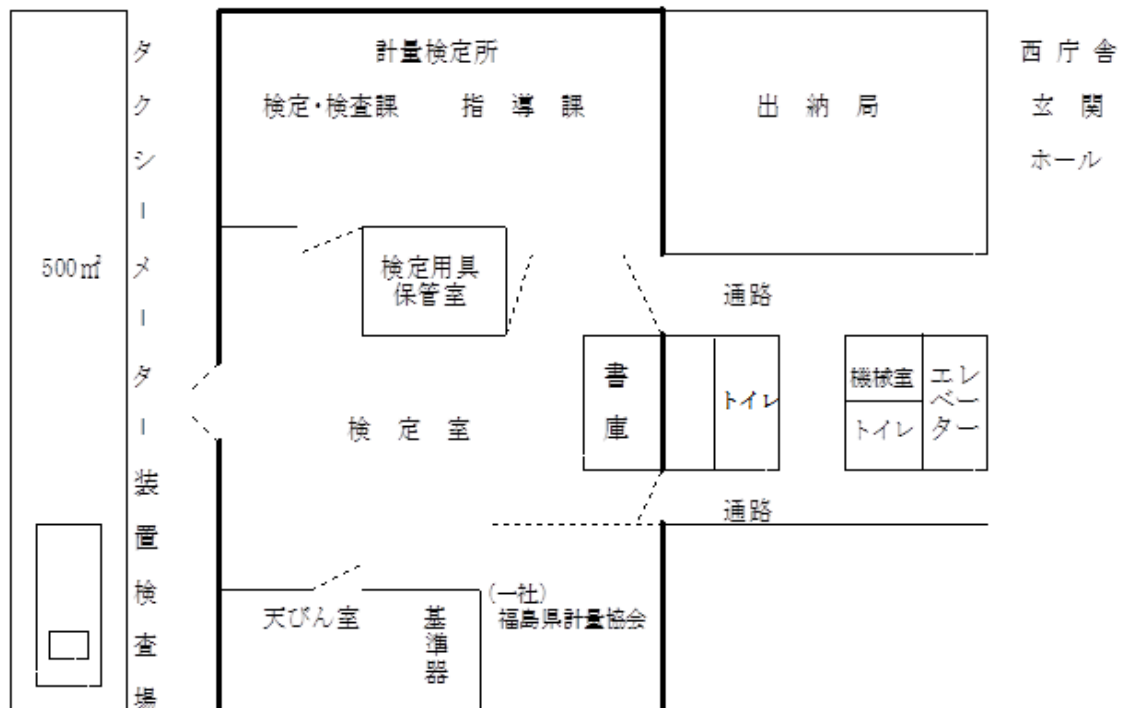 計量検定所
検定・検査課 指導課
出納局
西庁舎
玄関
ホール
500㎡
タクシーメーター装置検査場
検定用具
保管室
通路
書庫
トイレ
機械室
トイレ
エレベーター
検定室
通路
天びん室
基準器
(一社)
福島県計量協会